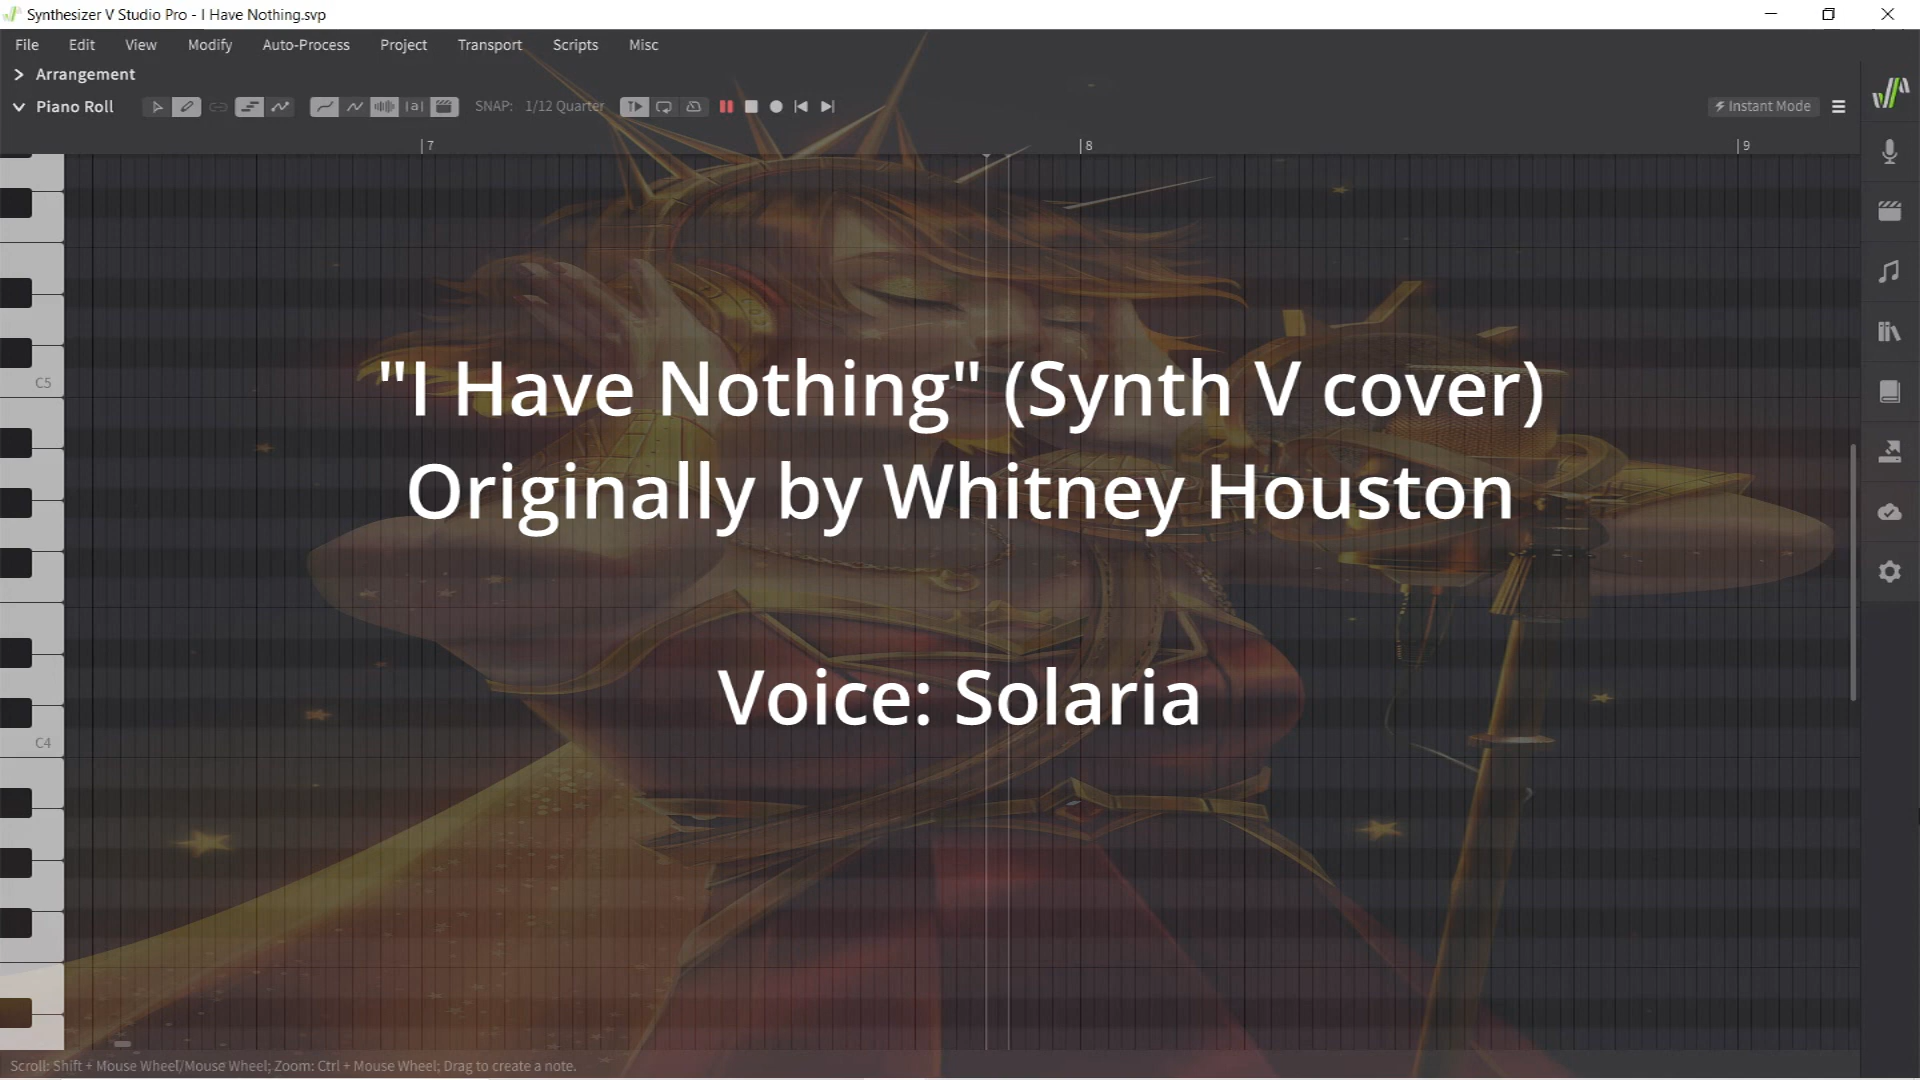 Synthesizer V Studio Pro - I Have Nothing.svp
File Edit View Modify Auto-Process Project Transport Scripts Misc
Arrangement
Piano Roll |a| SNAP: 1/12 Quarter Instant Mode
7 8 9
C5
"I Have Nothing" (Synth V cover)
Originally by Whitney Houston
Voice: Solaria
C4
Scroll: Shift + Mouse Wheel/Mouse Wheel; Zoom: Ctrl + Mouse Wheel; Drag to create a note.